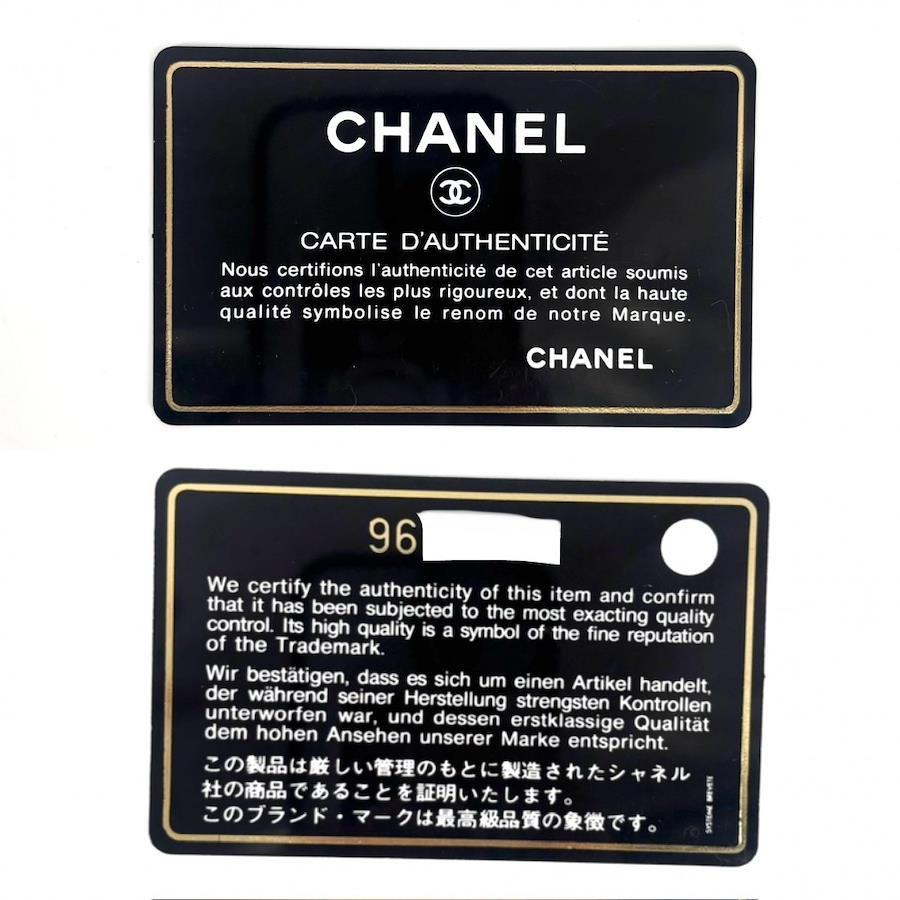 CHANEL
CARTE D'AUTHENTICITÉ
Nous certifions l'authenticité de cet article soumis
aux contrôles les plus rigoureux, et dont la haute
qualité symbolise le renom de notre Marque.
CHANEL
96
We certify the authenticity of this item and confirm
that it has been subjected to the most exacting quality
control. Its high quality is a symbol of the fine reputation
of the Trademark.
Wir bestätigen, dass es sich um einen Artikel handelt,
der während seiner Herstellung strengsten Kontrollen
unterworfen war, und dessen erstklassige Qualität
dem hohen Ansehen unserer Marke entspricht.
この製品は厳しい管理のもとに製造されたシャネル
社の商品であることを証明いたします。
このブランド・マークは最高級品質の象徴です。
SYSTEME BREVETE